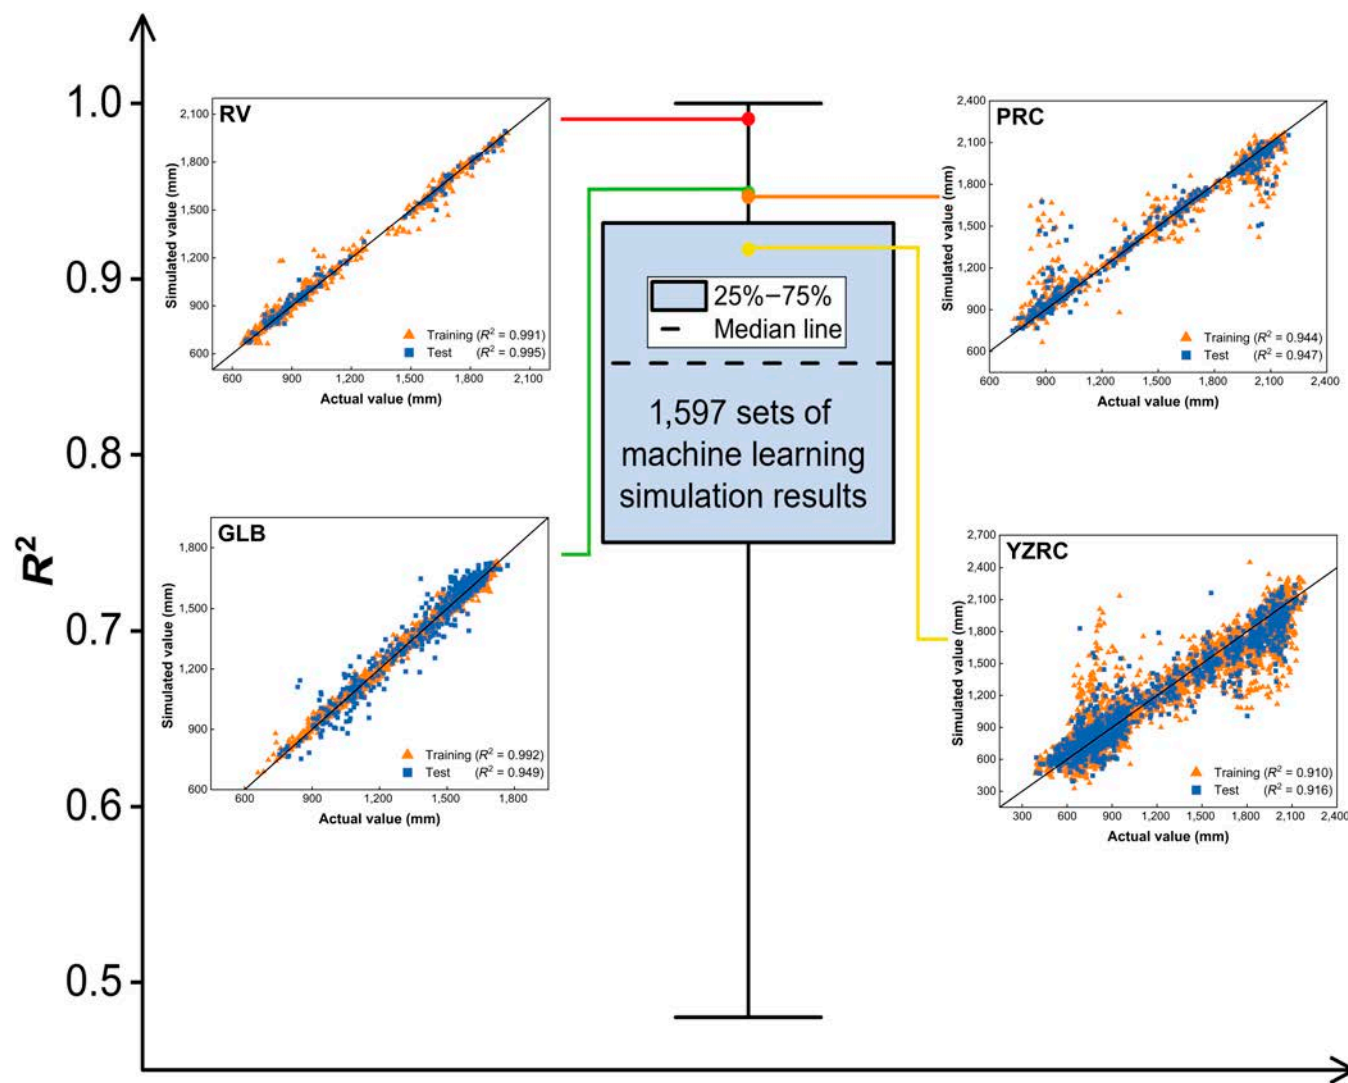 R²
1.0
0.9
0.8
0.7
0.6
0.5
RV
Simulated value (mm)
2,100
1,800
1,500
1,200
900
600
Training (R² = 0.991)
Test (R² = 0.995)
600 900 1,200 1,500 1,800 2,100
Actual value (mm)
GLB
Simulated value (mm)
1,800
1,500
1,200
900
600
Training (R² = 0.992)
Test (R² = 0.949)
600 900 1,200 1,500 1,800
Actual value (mm)
25%–75%
Median line
1,597 sets of
machine learning
simulation results
PRC
Simulated value (mm)
2,400
2,100
1,800
1,500
1,200
900
600
Training (R² = 0.944)
Test (R² = 0.947)
600 900 1,200 1,500 1,800 2,100 2,400
Actual value (mm)
YZRC
Simulated value (mm)
2,700
2,400
2,100
1,800
1,500
1,200
900
600
300
Training (R² = 0.910)
Test (R² = 0.916)
300 600 900 1,200 1,500 1,800 2,100 2,400
Actual value (mm)